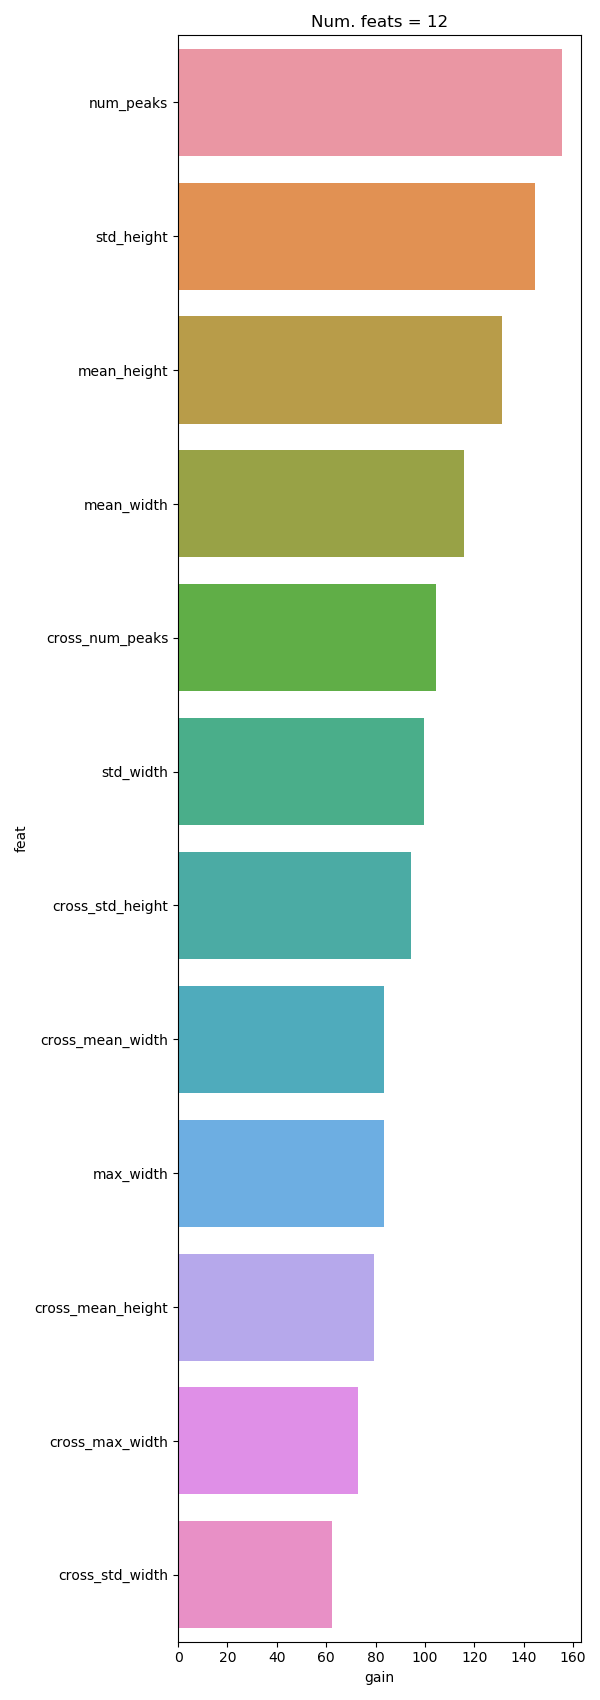 Num. feats = 12
num_peaks
std_height
mean_height
mean_width
cross_num_peaks
std_width
feat
cross_std_height
cross_mean_width
max_width
cross_mean_height
cross_max_width
cross_std_width
0 20 40 60 80 100 120 140 160
gain